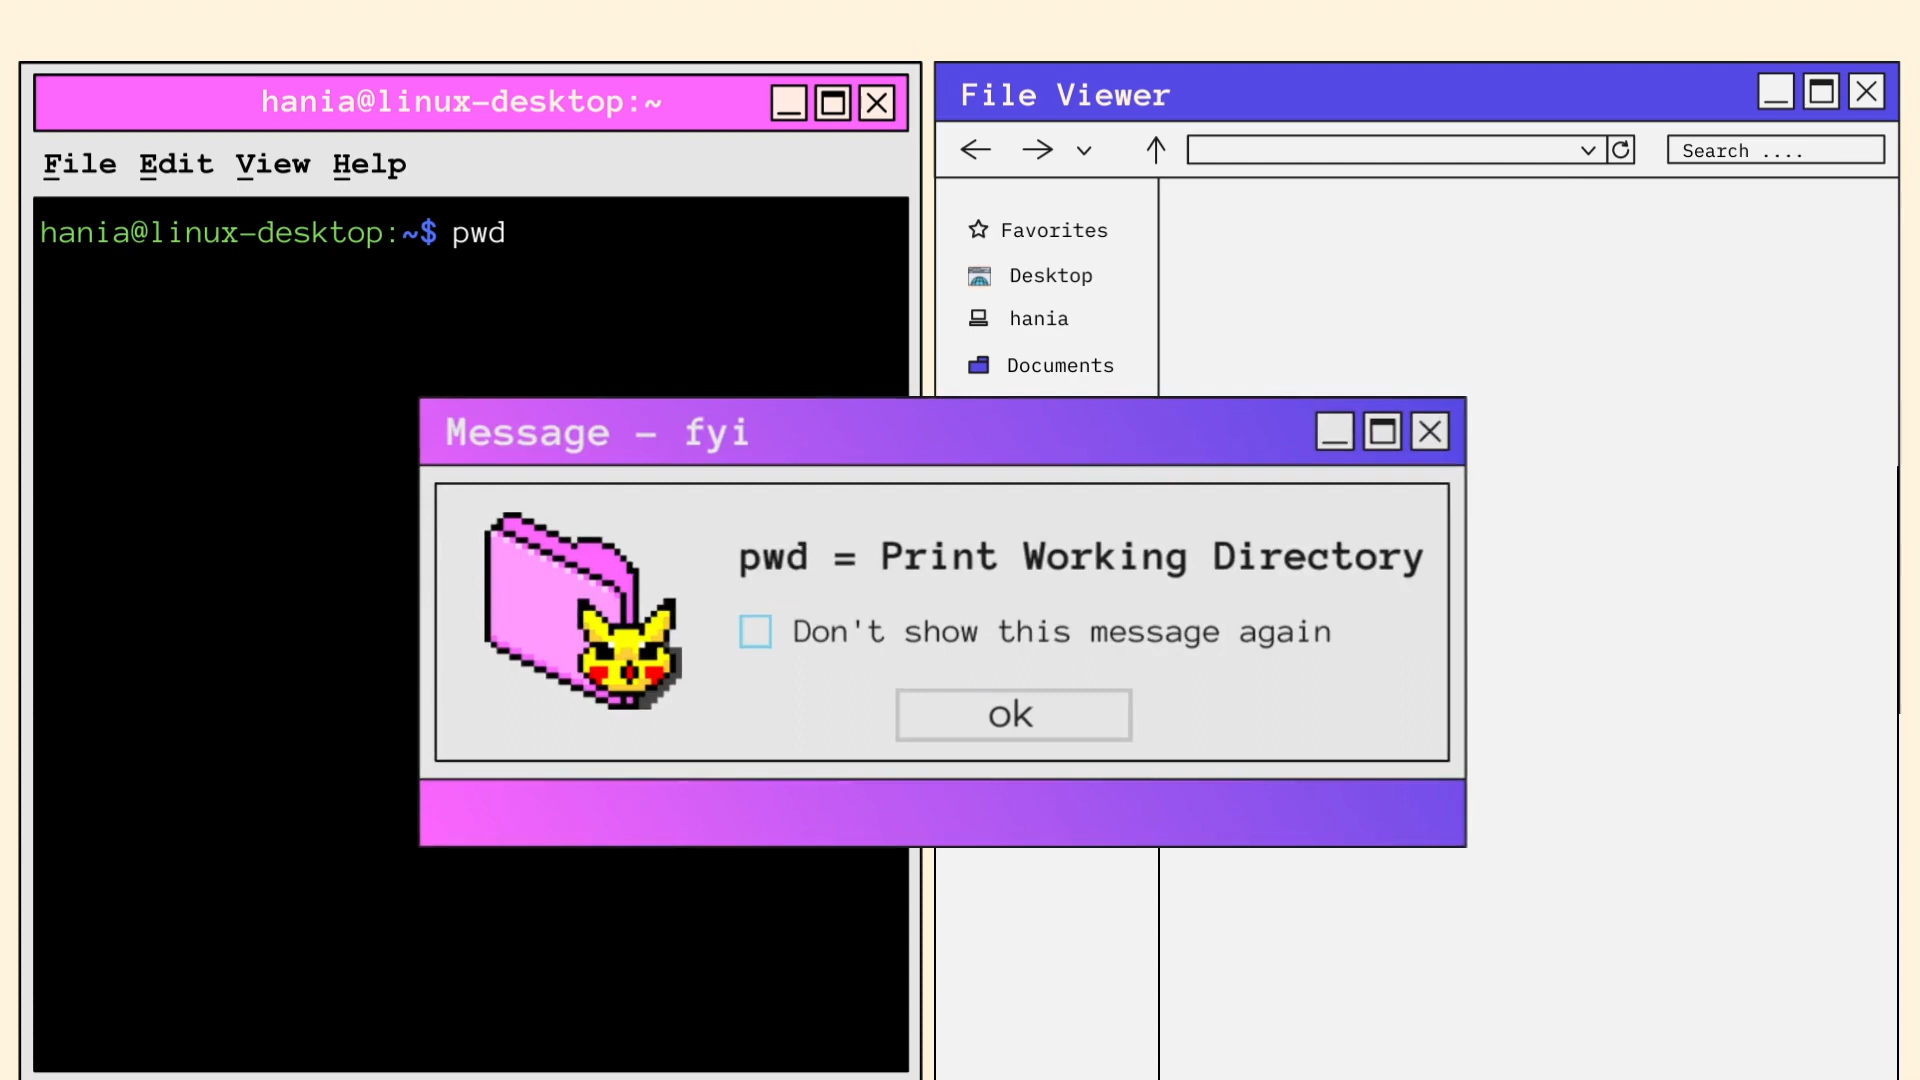 hania@linux-desktop:~
File Edit View Help
hania@linux-desktop:~$ pwd
File Viewer
Search ....
Favorites
Desktop
hania
Documents
Message - fyi
pwd = Print Working Directory
Don't show this message again
ok